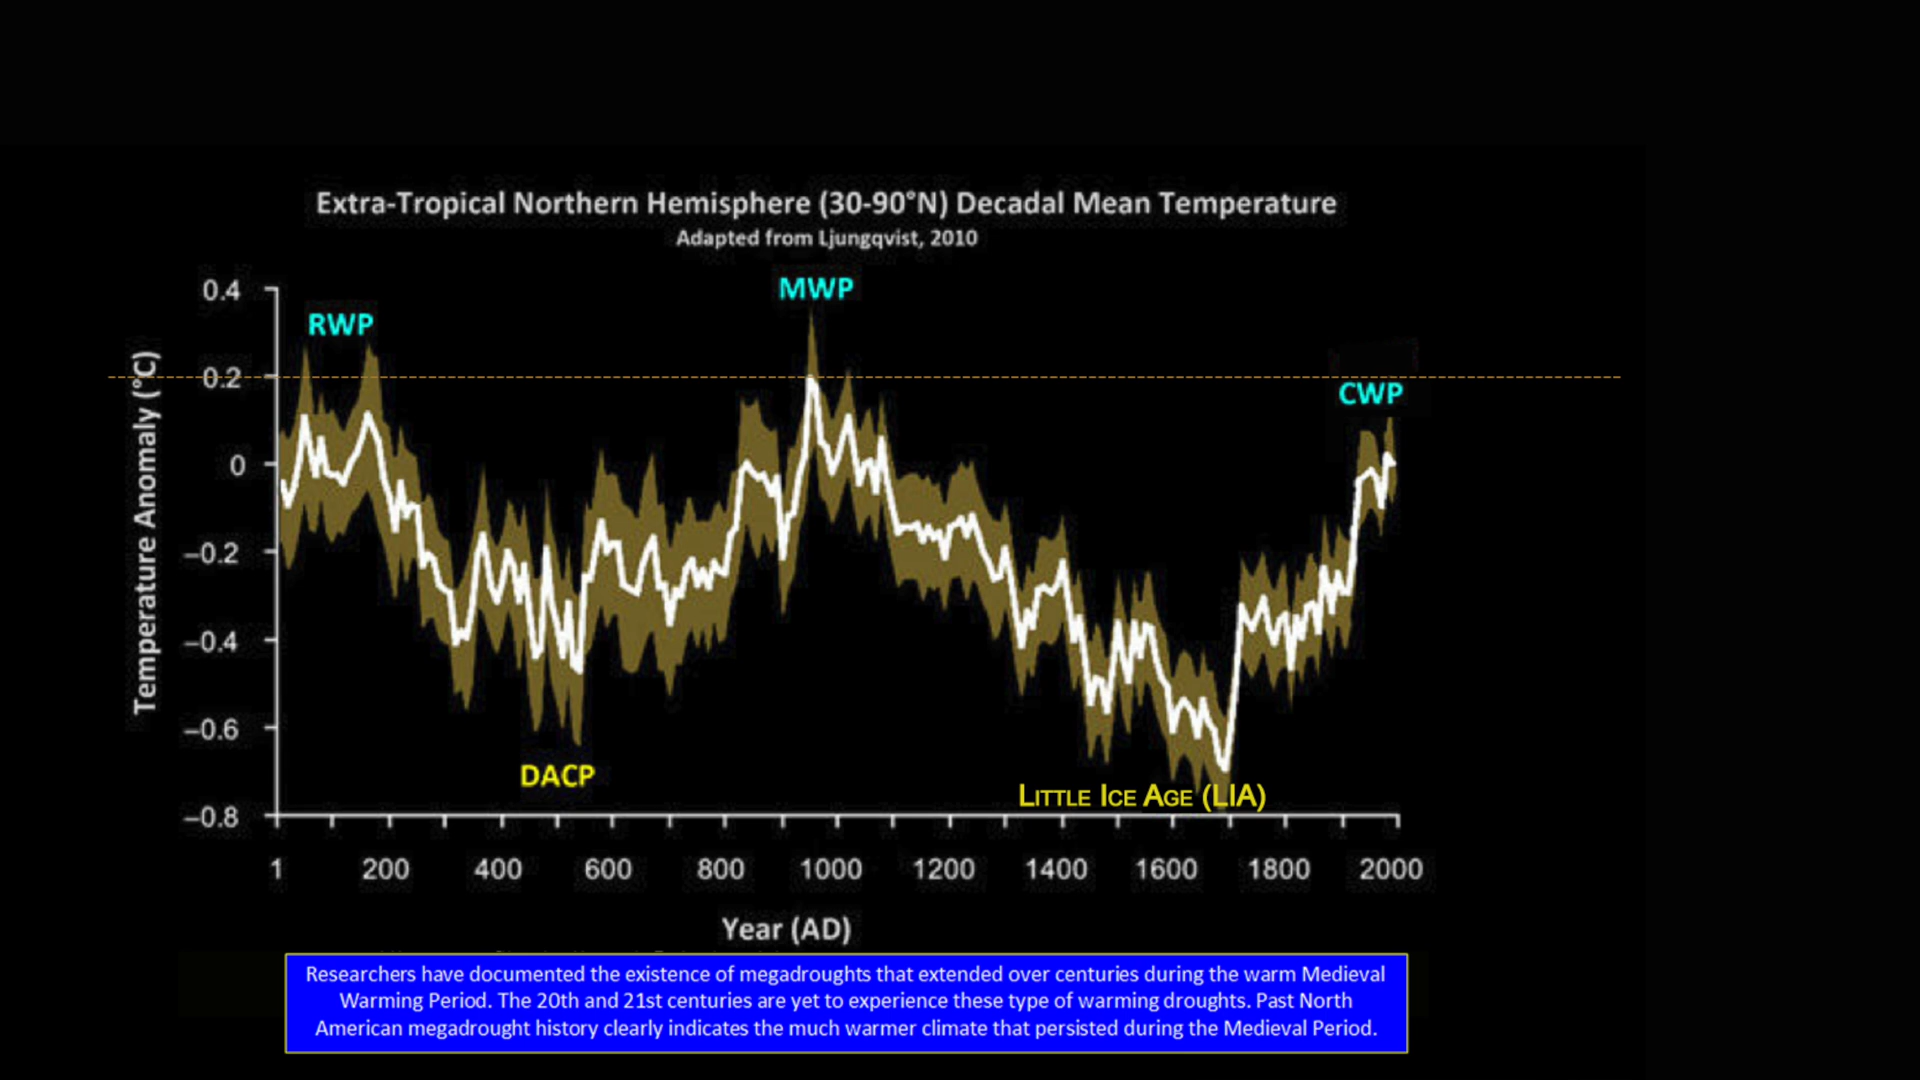 Extra-Tropical Northern Hemisphere (30-90°N) Decadal Mean Temperature
Adapted from Ljungqvist, 2010
MWP
0.4
RWP
0.2
CWP
0
−0.2
−0.4
−0.6
−0.8
Temperature Anomaly (°C)
DACP
Little Ice Age (LIA)
1 200 400 600 800 1000 1200 1400 1600 1800 2000
Year (AD)
Researchers have documented the existence of megadroughts that extended over centuries during the warm Medieval
Warming Period. The 20th and 21st centuries are yet to experience these type of warming droughts. Past North
American megadrought history clearly indicates the much warmer climate that persisted during the Medieval Period.